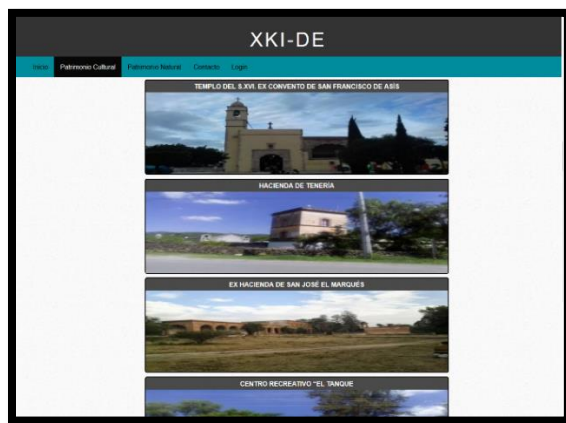 XKI-DE
Inicio Patrimonio Cultural Patrimonio Natural Contacto Login
TEMPLO DEL S.XVI. EX CONVENTO DE SAN FRANCISCO DE ASÍS
HACIENDA DE TENERÍA
EX HACIENDA DE SAN JOSÉ EL MARQUÉS
CENTRO RECREATIVO "EL TANQUE